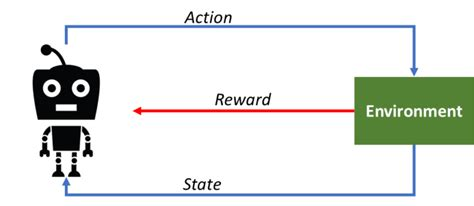 Action
Reward
Environment
State